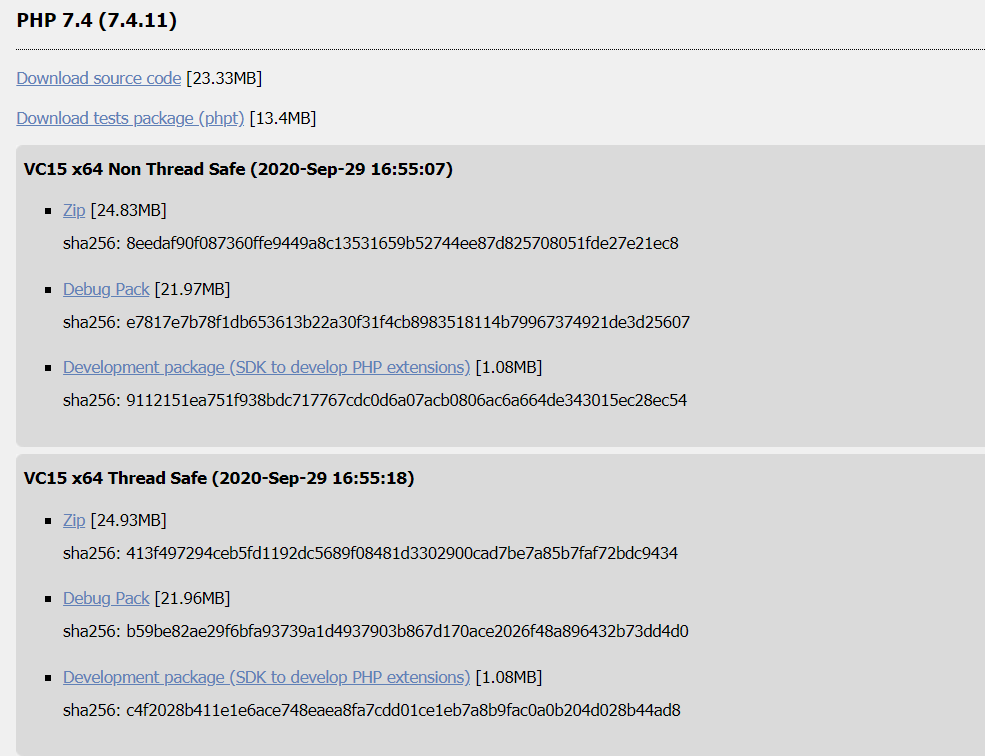 PHP 7.4 (7.4.11)
Download source code [23.33MB]
Download tests package (phpt) [13.4MB]
VC15 x64 Non Thread Safe (2020-Sep-29 16:55:07)
Zip [24.83MB]
sha256: 8eedaf90f087360ffe9449a8c13531659b52744ee87d825708051fde27e21ec8
Debug Pack [21.97MB]
sha256: e7817e7b78f1db653613b22a30f31f4cb8983518114b79967374921de3d25607
Development package (SDK to develop PHP extensions) [1.08MB]
sha256: 9112151ea751f938bdc717767cdc0d6a07acb0806ac6a664de343015ec28ec54
VC15 x64 Thread Safe (2020-Sep-29 16:55:18)
Zip [24.93MB]
sha256: 413f497294ceb5fd1192dc5689f08481d3302900cad7be7a85b7faf72bdc9434
Debug Pack [21.96MB]
sha256: b59be82ae29f6bfa93739a1d4937903b867d170ace2026f48a896432b73dd4d0
Development package (SDK to develop PHP extensions) [1.08MB]
sha256: c4f2028b411e1e6ace748eaea8fa7cdd01ce1eb7a8b9fac0a0b204d028b44ad8